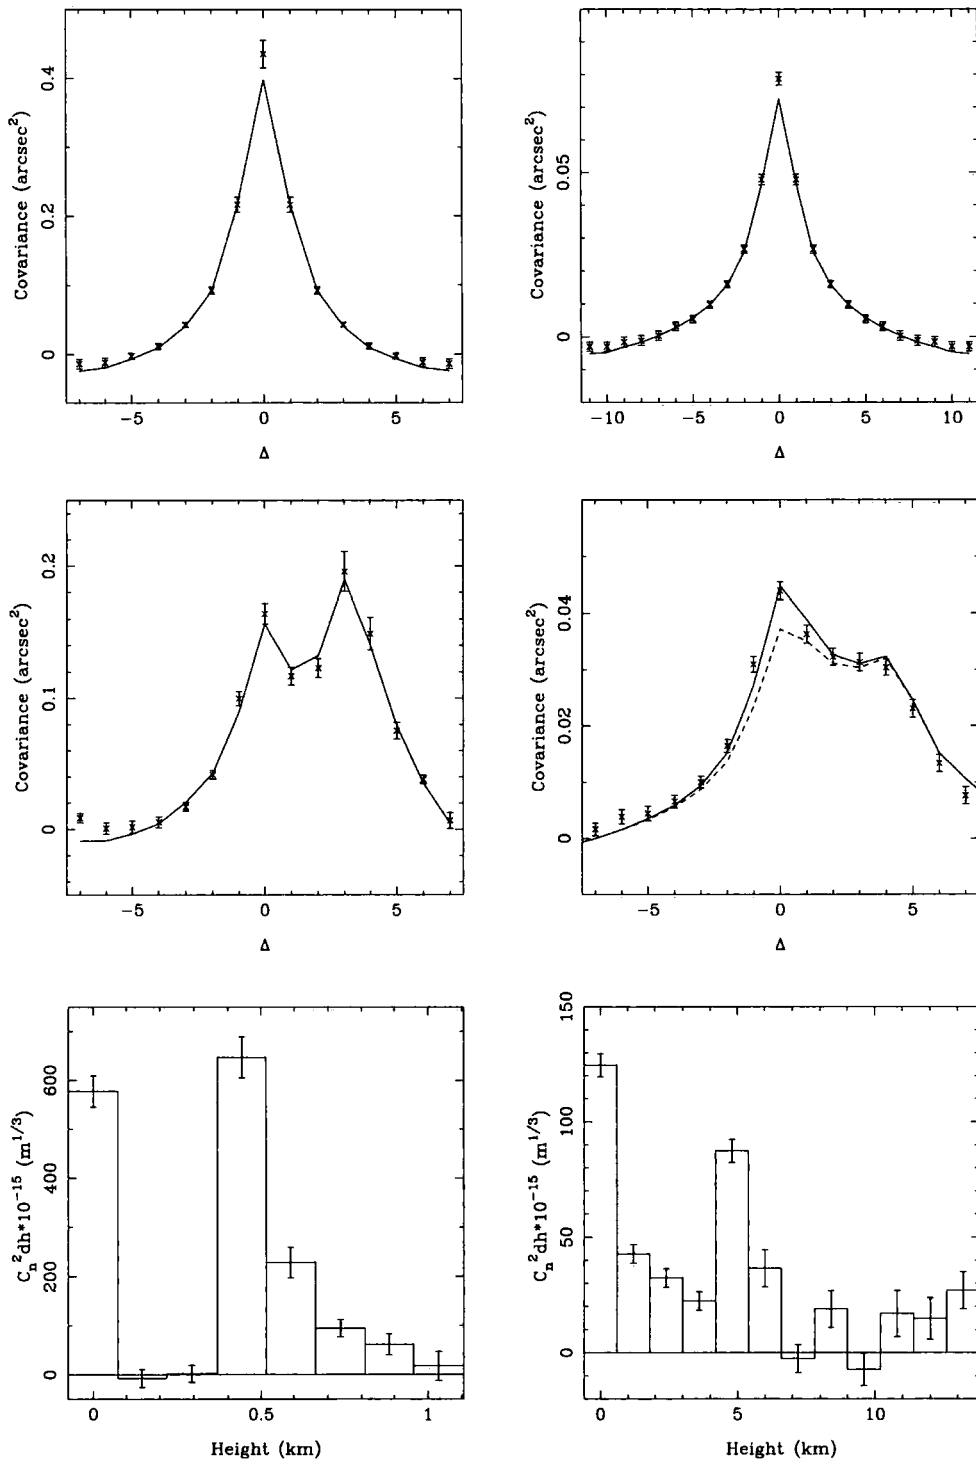 Covariance (arcsec²)
0.4
0.2
0
−5 0 5
Δ
Covariance (arcsec²)
0.05
0
−10 −5 0 5 10
Δ
Covariance (arcsec²)
0.2
0.1
0
−5 0 5
Δ
Covariance (arcsec²)
0.04
0.02
0
−5 0 5
Δ
Cₙ²dh*10⁻¹⁵ (m¹/³)
600
400
200
0
0 0.5 1
Height (km)
Cₙ²dh*10⁻¹⁵ (m¹/³)
150
100
50
0
0 5 10
Height (km)